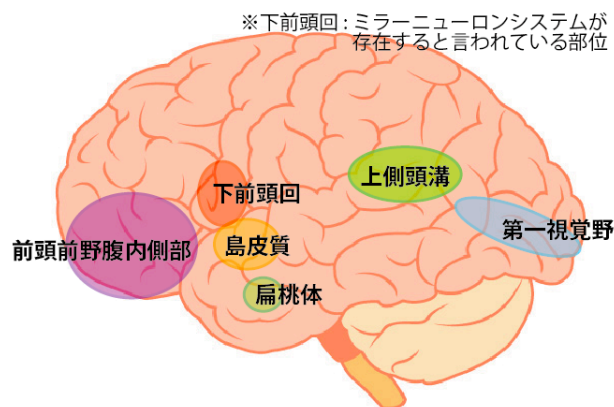 ※下前頭回 : ミラーニューロンシステムが
存在すると言われている部位
下前頭回
上側頭溝
前頭前野腹内側部
島皮質
第一視覚野
扁桃体